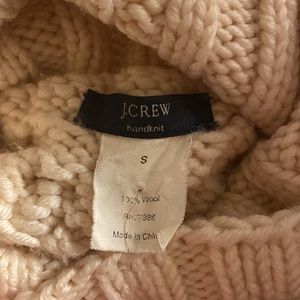 J.CREW
handknit
S
100% Wool
Made in China